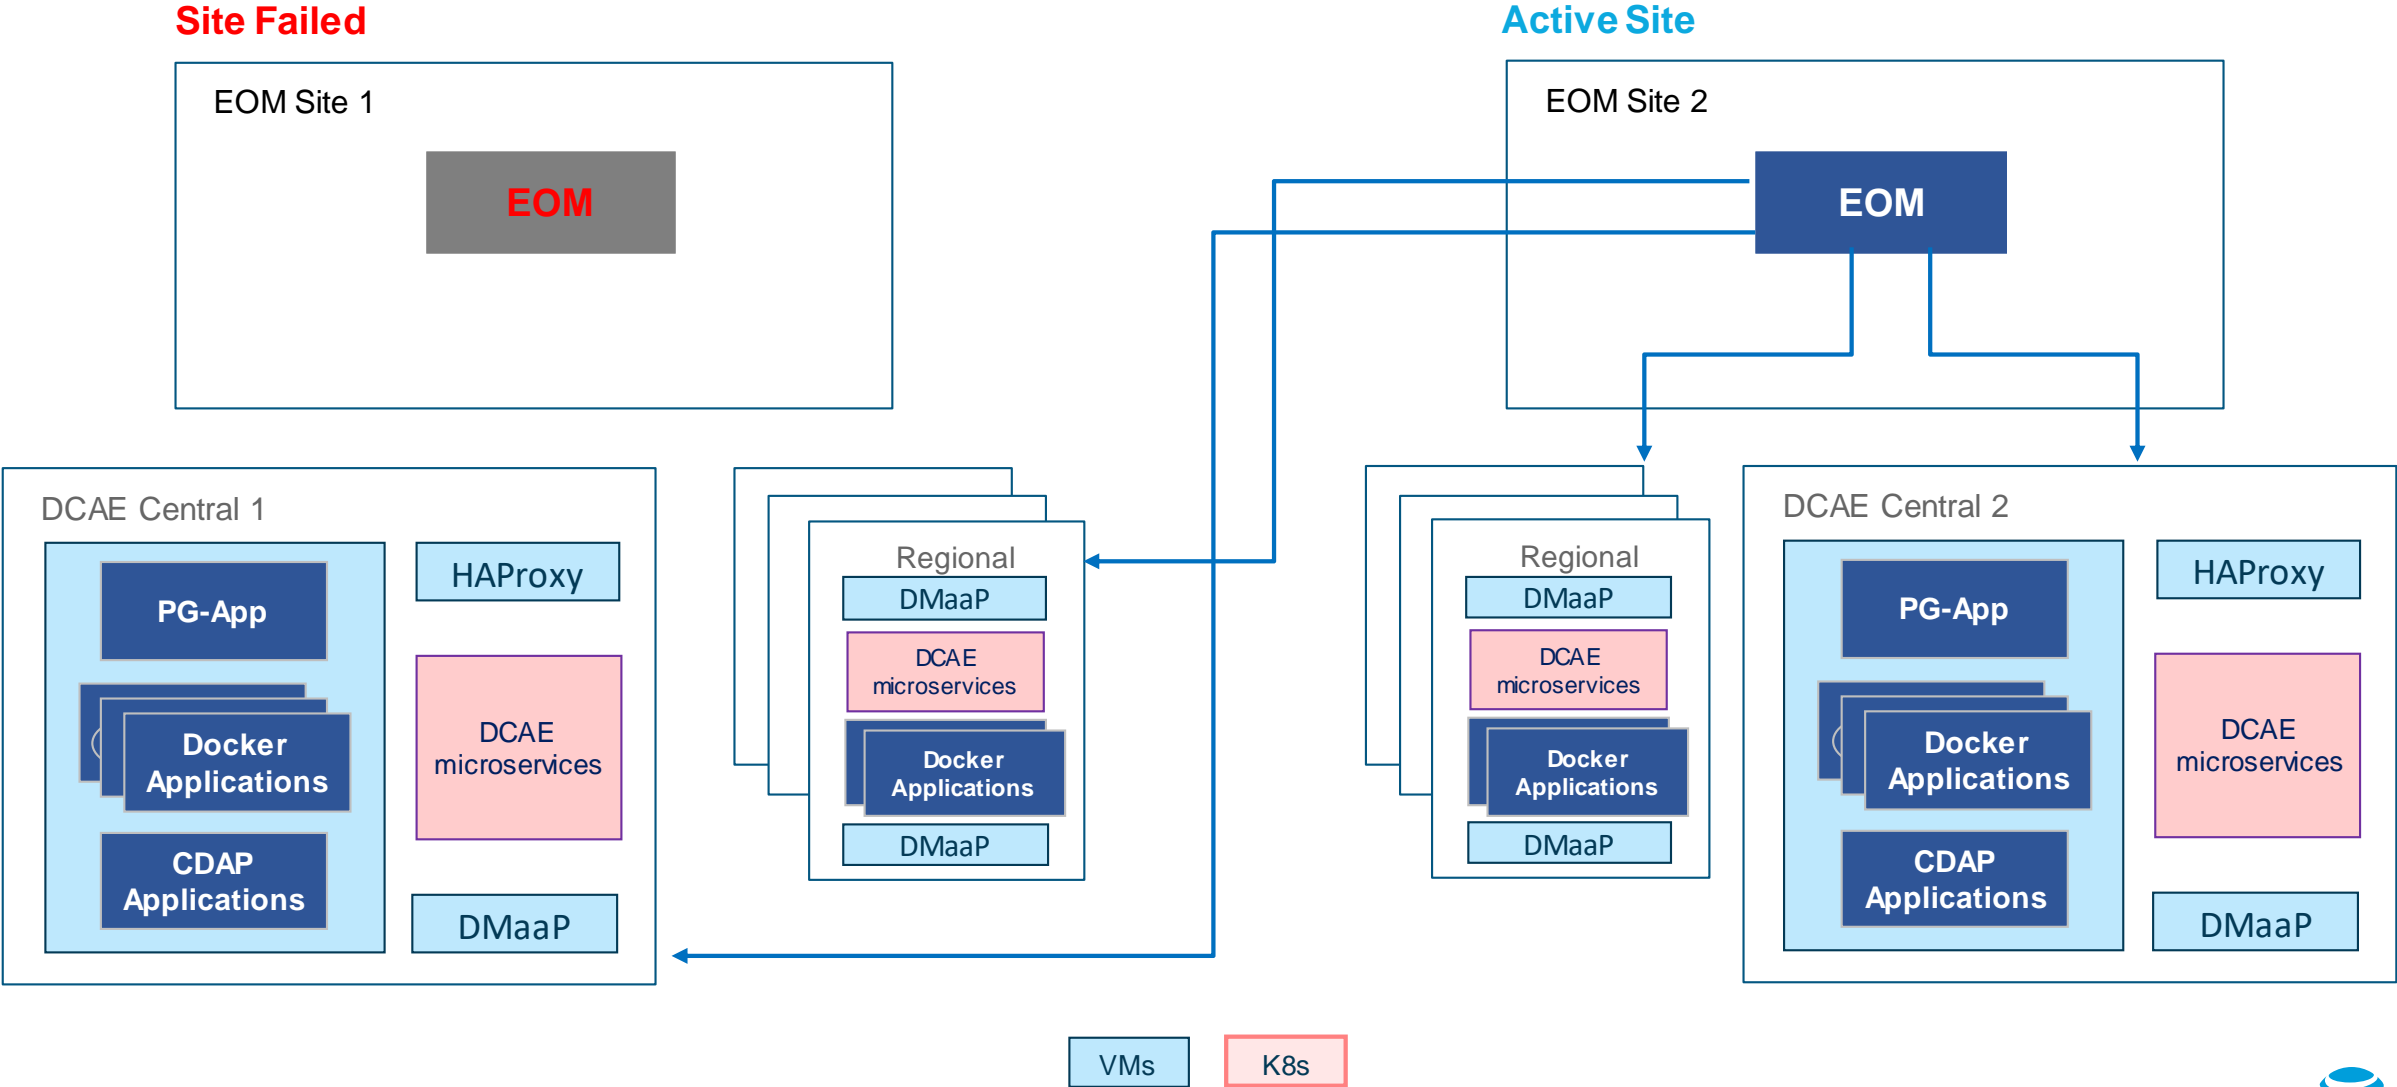 Site Failed
Active Site
EOM Site 1
EOM
EOM Site 2
EOM
DCAE Central 1
PG-App
Docker
Applications
CDAP
Applications
HAProxy
DCAE
microservices
DMaaP
Regional
DMaaP
DCAE
microservices
Docker
Applications
DMaaP
Regional
DMaaP
DCAE
microservices
Docker
Applications
DMaaP
DCAE Central 2
PG-App
Docker
Applications
CDAP
Applications
HAProxy
DCAE
microservices
DMaaP
VMs
K8s